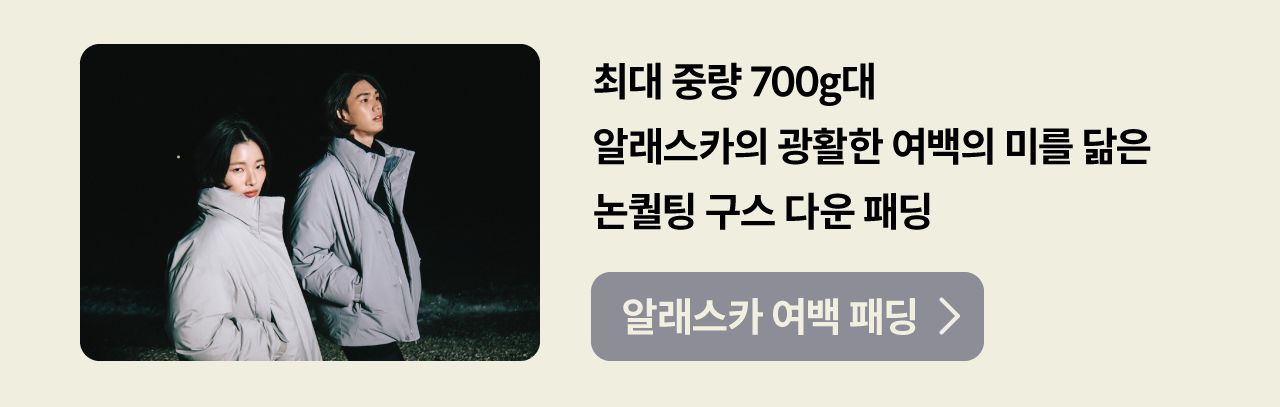 최대 중량 700g대
알래스카의 광활한 여백의 미를 닮은
논퀄팅 구스 다운 패딩
알래스카 여백 패딩